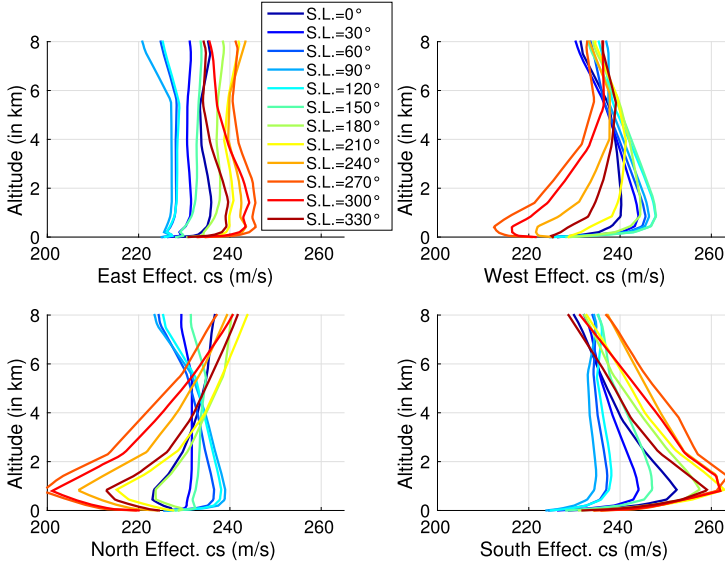 8
6
4
2
0
Altitude (in km)
200
220
240
260
East Effect. cs (m/s)
S.L.=0°
S.L.=30°
S.L.=60°
S.L.=90°
S.L.=120°
S.L.=150°
S.L.=180°
S.L.=210°
S.L.=240°
S.L.=270°
S.L.=300°
S.L.=330°
8
6
4
2
0
Altitude (in km)
200
220
240
260
West Effect. cs (m/s)
8
6
4
2
0
Altitude (in km)
200
220
240
260
North Effect. cs (m/s)
8
6
4
2
0
Altitude (in km)
200
220
240
260
South Effect. cs (m/s)